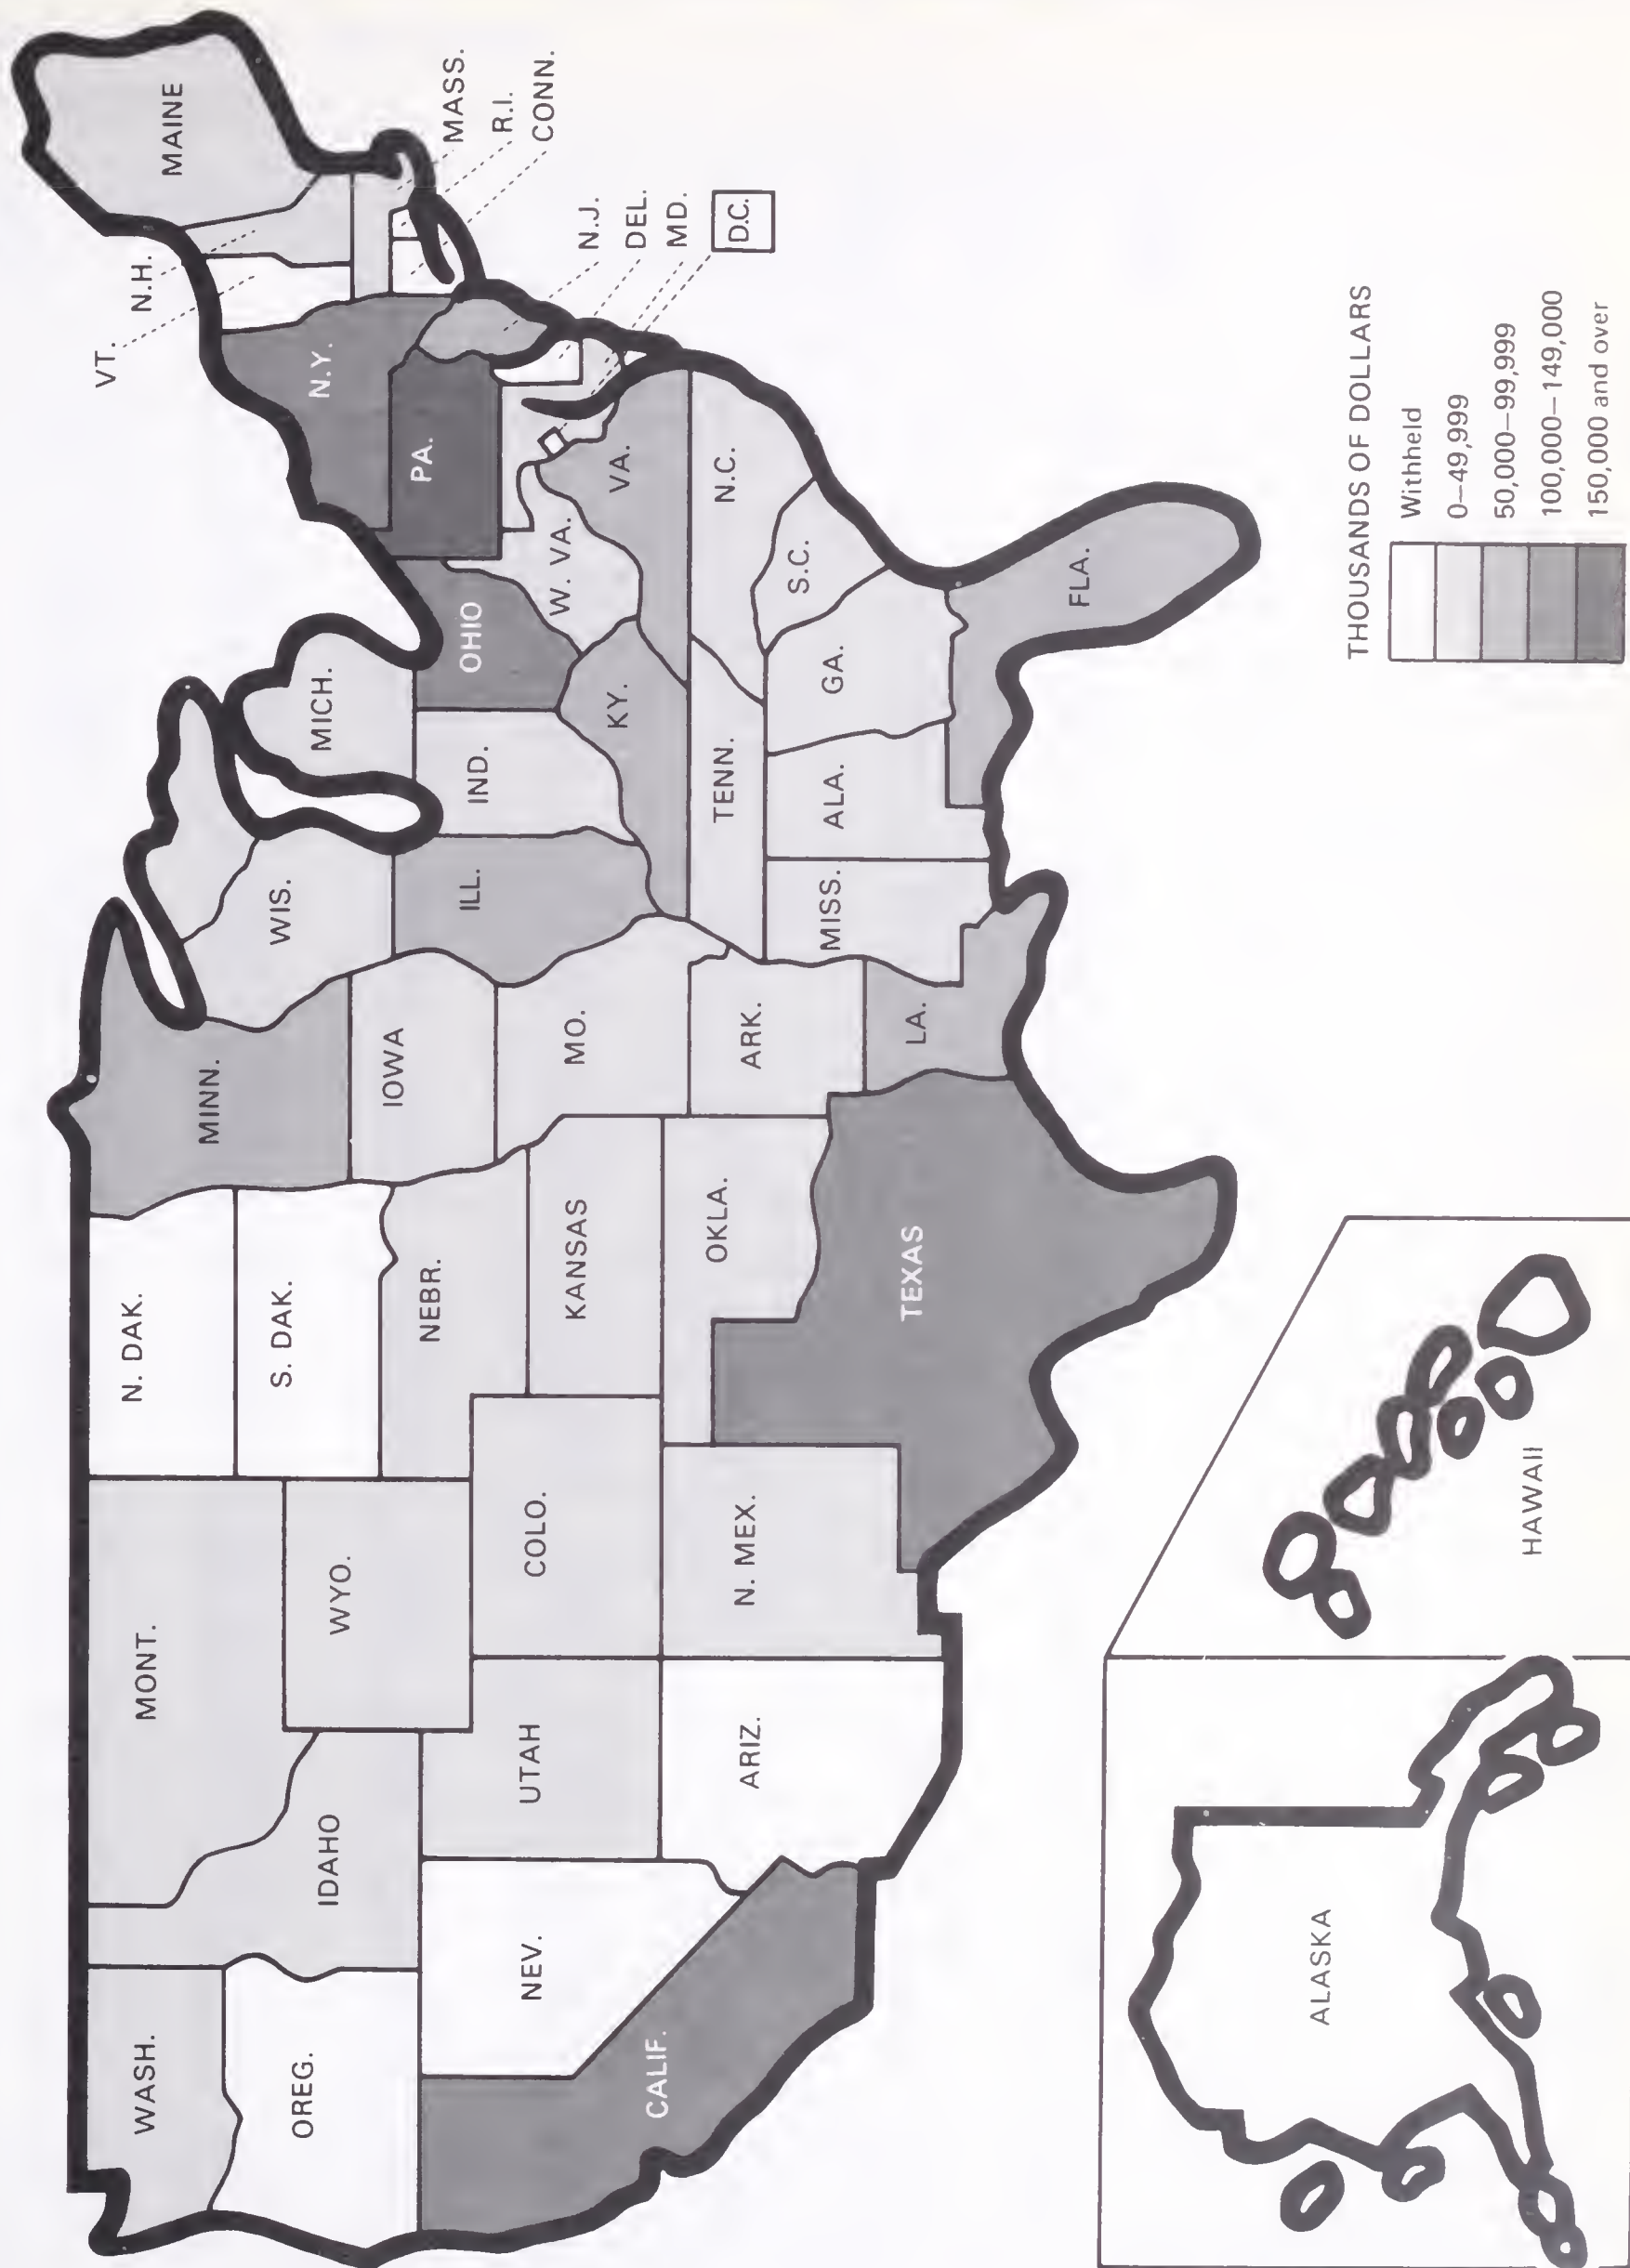 WASH.
OREG.
CALIF.
NEV.
IDAHO
MONT.
WYO.
UTAH
ARIZ.
COLO.
N. MEX.
N. DAK.
S. DAK.
NEBR.
KANSAS
OKLA.
TEXAS
MINN.
IOWA
MO.
ARK.
LA.
WIS.
ILL.
MICH.
IND.
OHIO
KY.
TENN.
MISS.
ALA.
GA.
FLA.
S.C.
N.C.
VA.
W. VA.
PA.
N.Y.
VT.
N.H.
MAINE
MASS.
R.I.
CONN.
N.J.
DEL.
MD.
D.C.
ALASKA
HAWAII
THOUSANDS OF DOLLARS
Withheld
0–49,999
50,000–99,999
100,000–149,000
150,000 and over